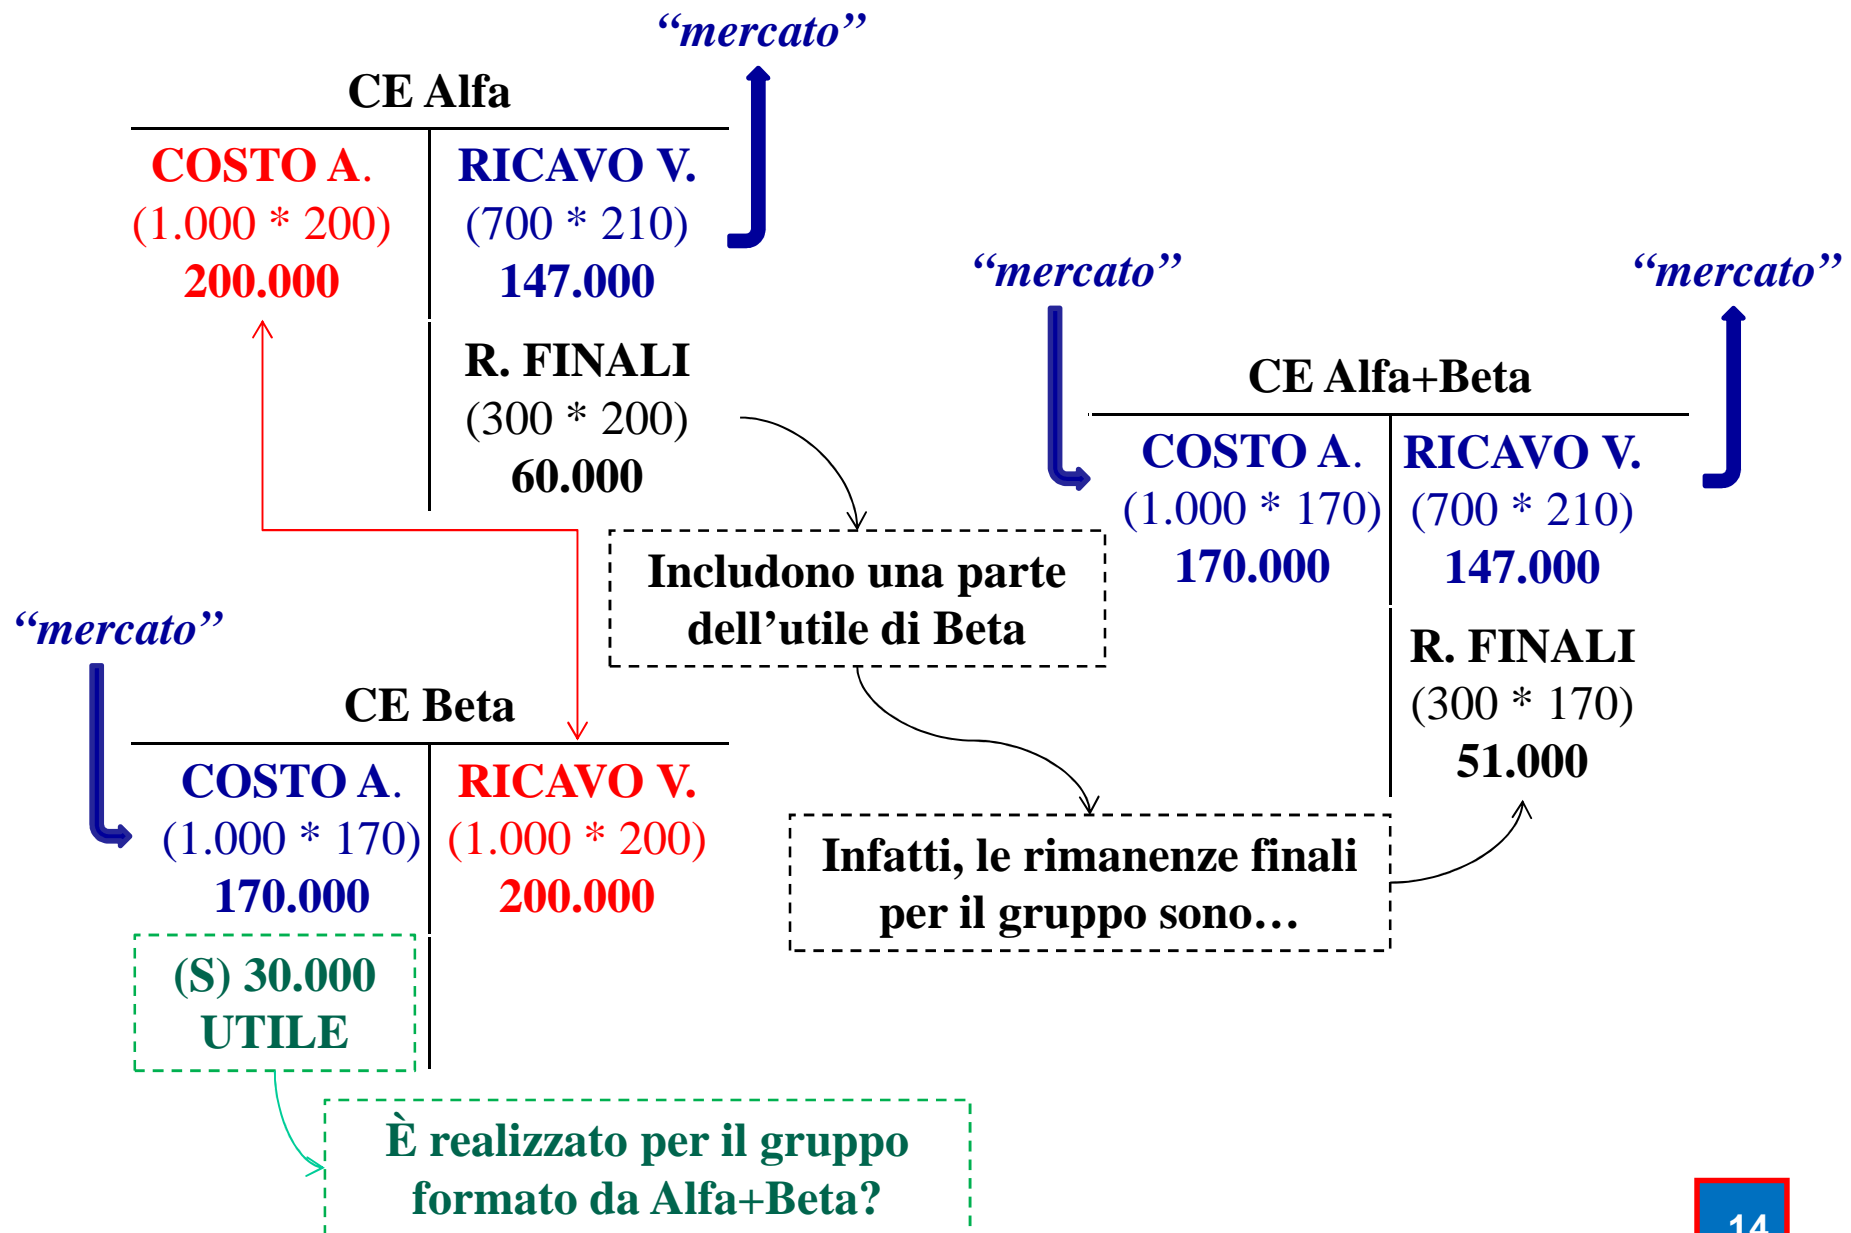 “mercato”
CE Alfa
COSTO A.
(1.000 * 200)
200.000
RICAVO V.
(700 * 210)
147.000
R. FINALI
(300 * 200)
60.000
Includono una parte
dell’utile di Beta
“mercato”
CE Beta
COSTO A.
(1.000 * 170)
170.000
RICAVO V.
(1.000 * 200)
200.000
(S) 30.000
UTILE
È realizzato per il gruppo
formato da Alfa+Beta?
“mercato”
“mercato”
CE Alfa+Beta
COSTO A.
(1.000 * 170)
170.000
RICAVO V.
(700 * 210)
147.000
R. FINALI
(300 * 170)
51.000
Infatti, le rimanenze finali
per il gruppo sono…
14